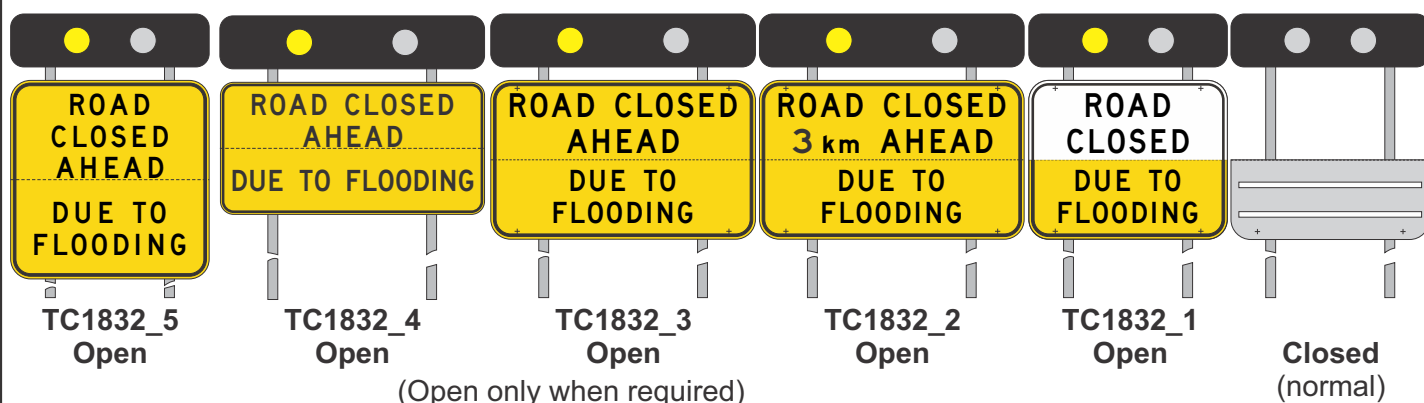 ROAD
CLOSED
AHEAD
DUE TO
FLOODING
TC1832_5
Open
ROAD CLOSED
AHEAD
DUE TO FLOODING
TC1832_4
Open
ROAD CLOSED
AHEAD
DUE TO
FLOODING
TC1832_3
Open
ROAD CLOSED
3 km AHEAD
DUE TO
FLOODING
TC1832_2
Open
ROAD
CLOSED
DUE TO
FLOODING
TC1832_1
Open
Closed
(normal)
(Open only when required)